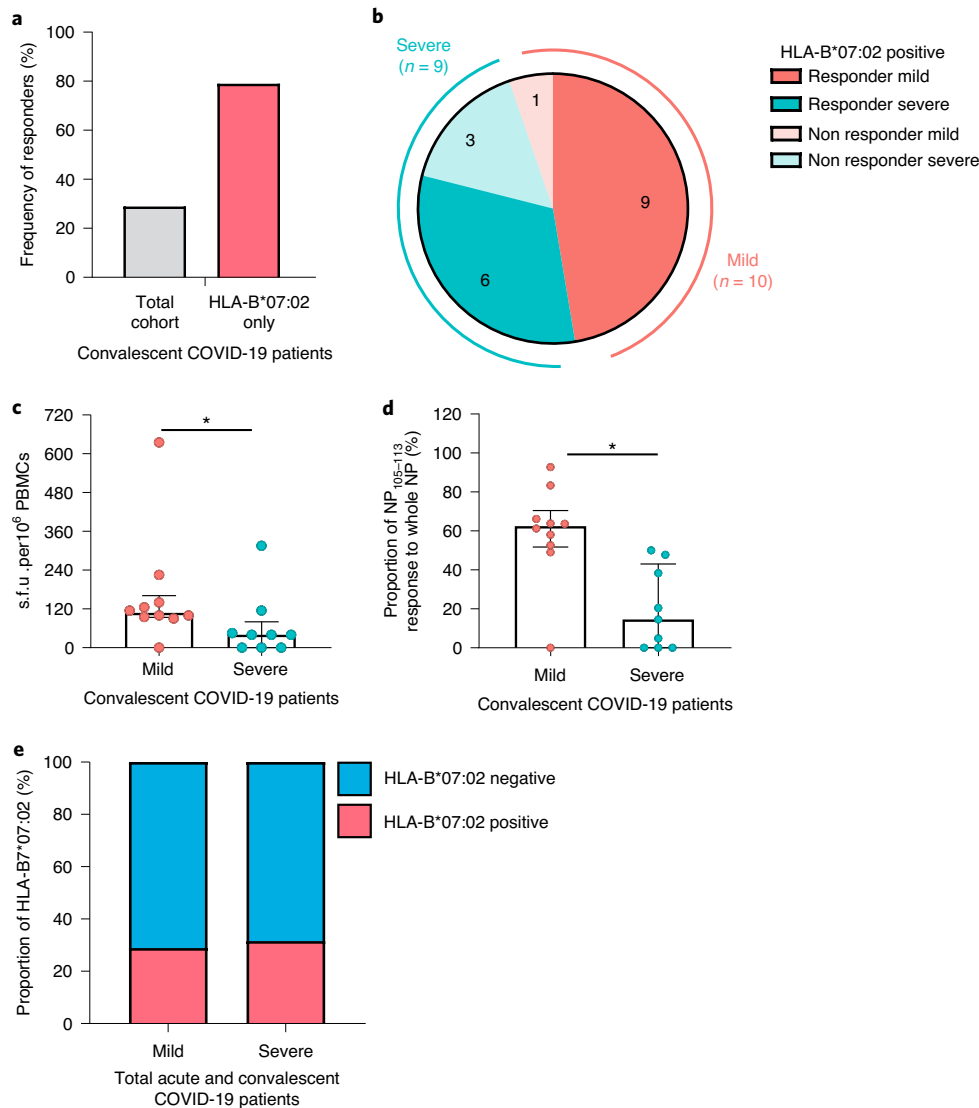 a
100
80
60
40
20
0
Frequency of responders (%)
Total
cohort
HLA-B*07:02
only
Convalescent COVID-19 patients
b
Severe
(n = 9)
1
3
9
6
Mild
(n = 10)
HLA-B*07:02 positive
Responder mild
Responder severe
Non responder mild
Non responder severe
c
720
600
480
360
240
120
0
s.f.u .per10⁶ PBMCs
*
Mild
Severe
Convalescent COVID-19 patients
d
120
100
80
60
40
20
0
Proportion of NP₁₀₅₋₁₁₃
response to whole NP (%)
*
Mild
Severe
Convalescent COVID-19 patients
e
100
80
60
40
20
0
Proportion of HLA-B7*07:02 (%)
HLA-B*07:02 negative
HLA-B*07:02 positive
Mild
Severe
Total acute and convalescent
COVID-19 patients